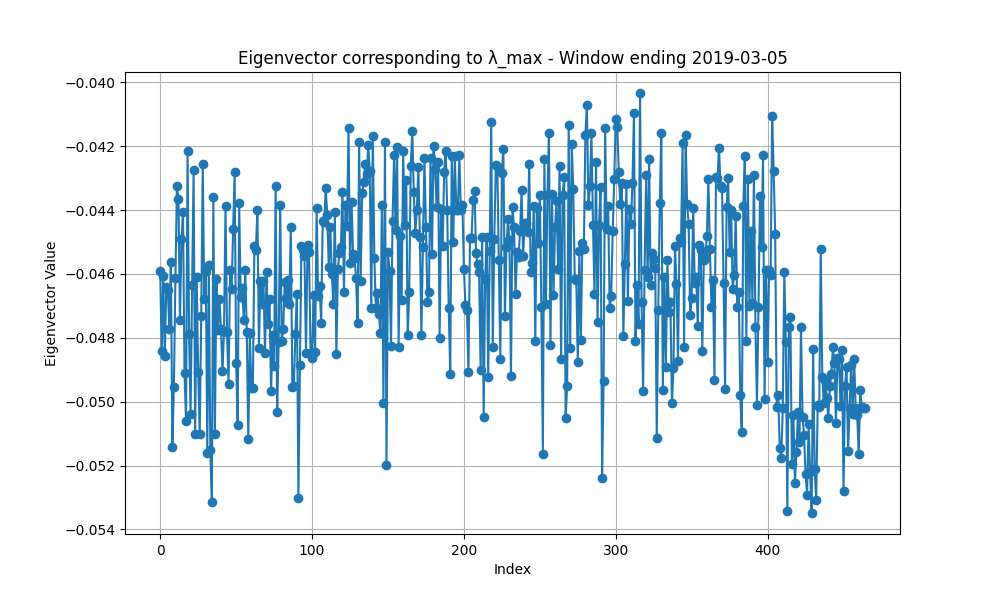 Eigenvector corresponding to λ_max - Window ending 2019-03-05
−0.040
−0.042
−0.044
−0.046
−0.048
−0.050
−0.052
−0.054
Eigenvector Value
0 100 200 300 400
Index